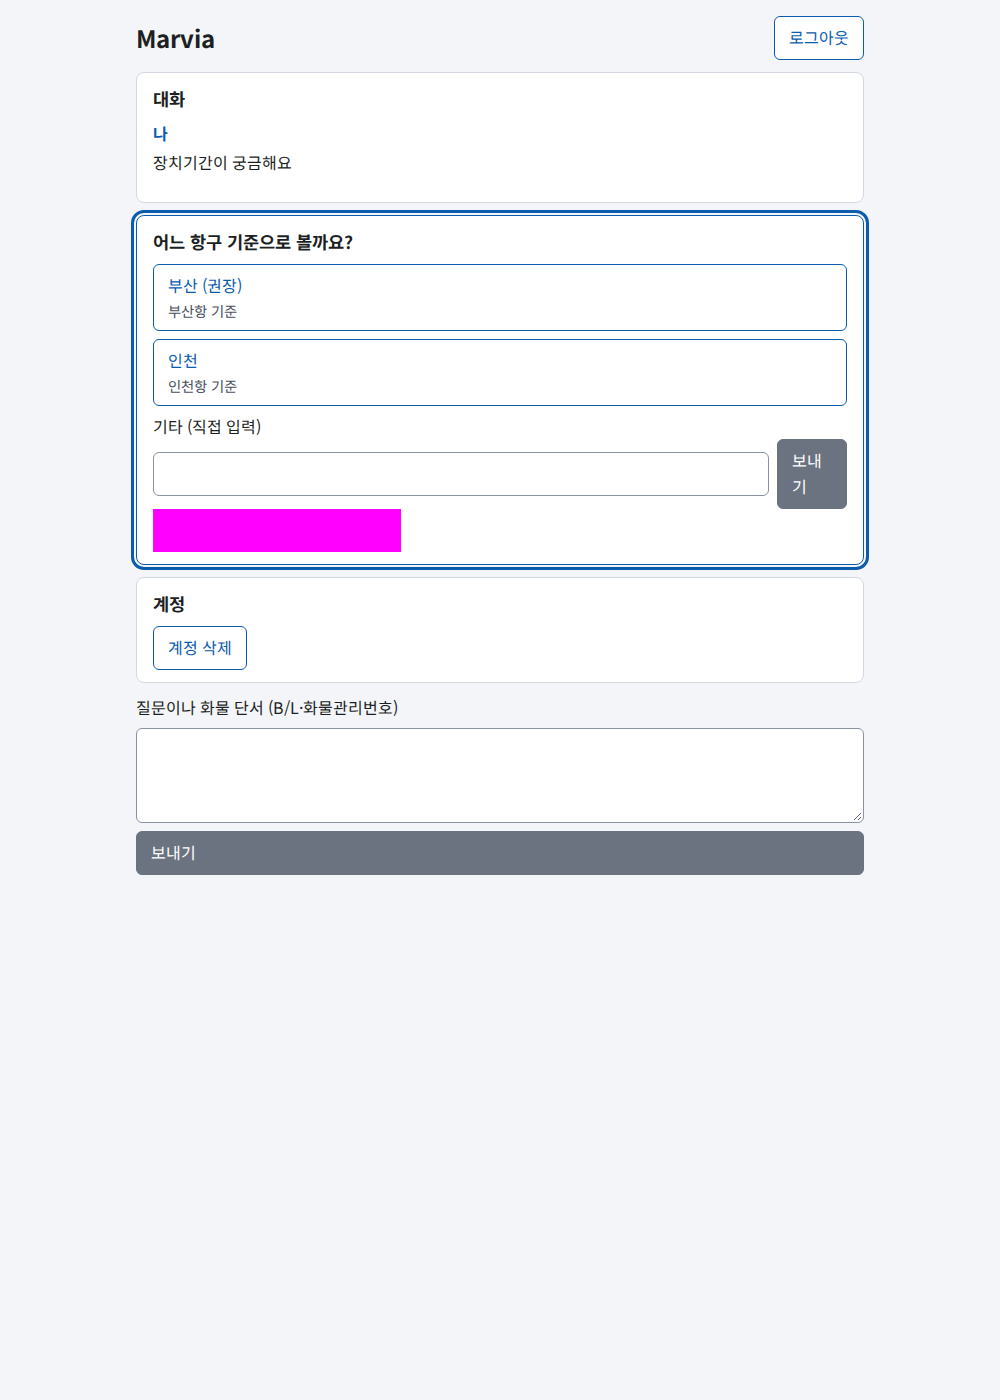 Marvia
로그아웃
대화
나
장치기간이 궁금해요
어느 항구 기준으로 볼까요?
부산 (권장)
부산항 기준
인천
인천항 기준
기타 (직접 입력)
보내
기
계정
계정 삭제
질문이나 화물 단서 (B/L·화물관리번호)
보내기